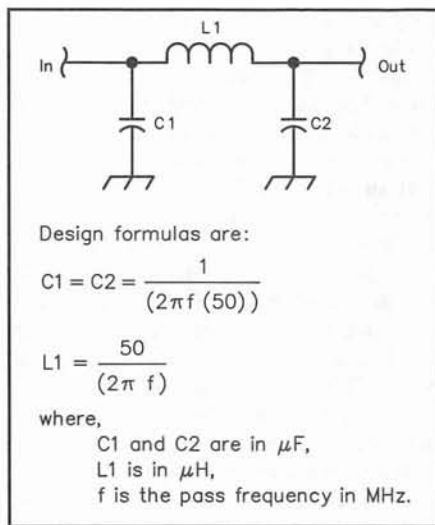 L1
In
Out
C1
C2
Design formulas are:
C1 = C2 = 1 / (2πf (50))
L1 = 50 / (2π f)
where,
C1 and C2 are in μF,
L1 is in μH,
f is the pass frequency in MHz.